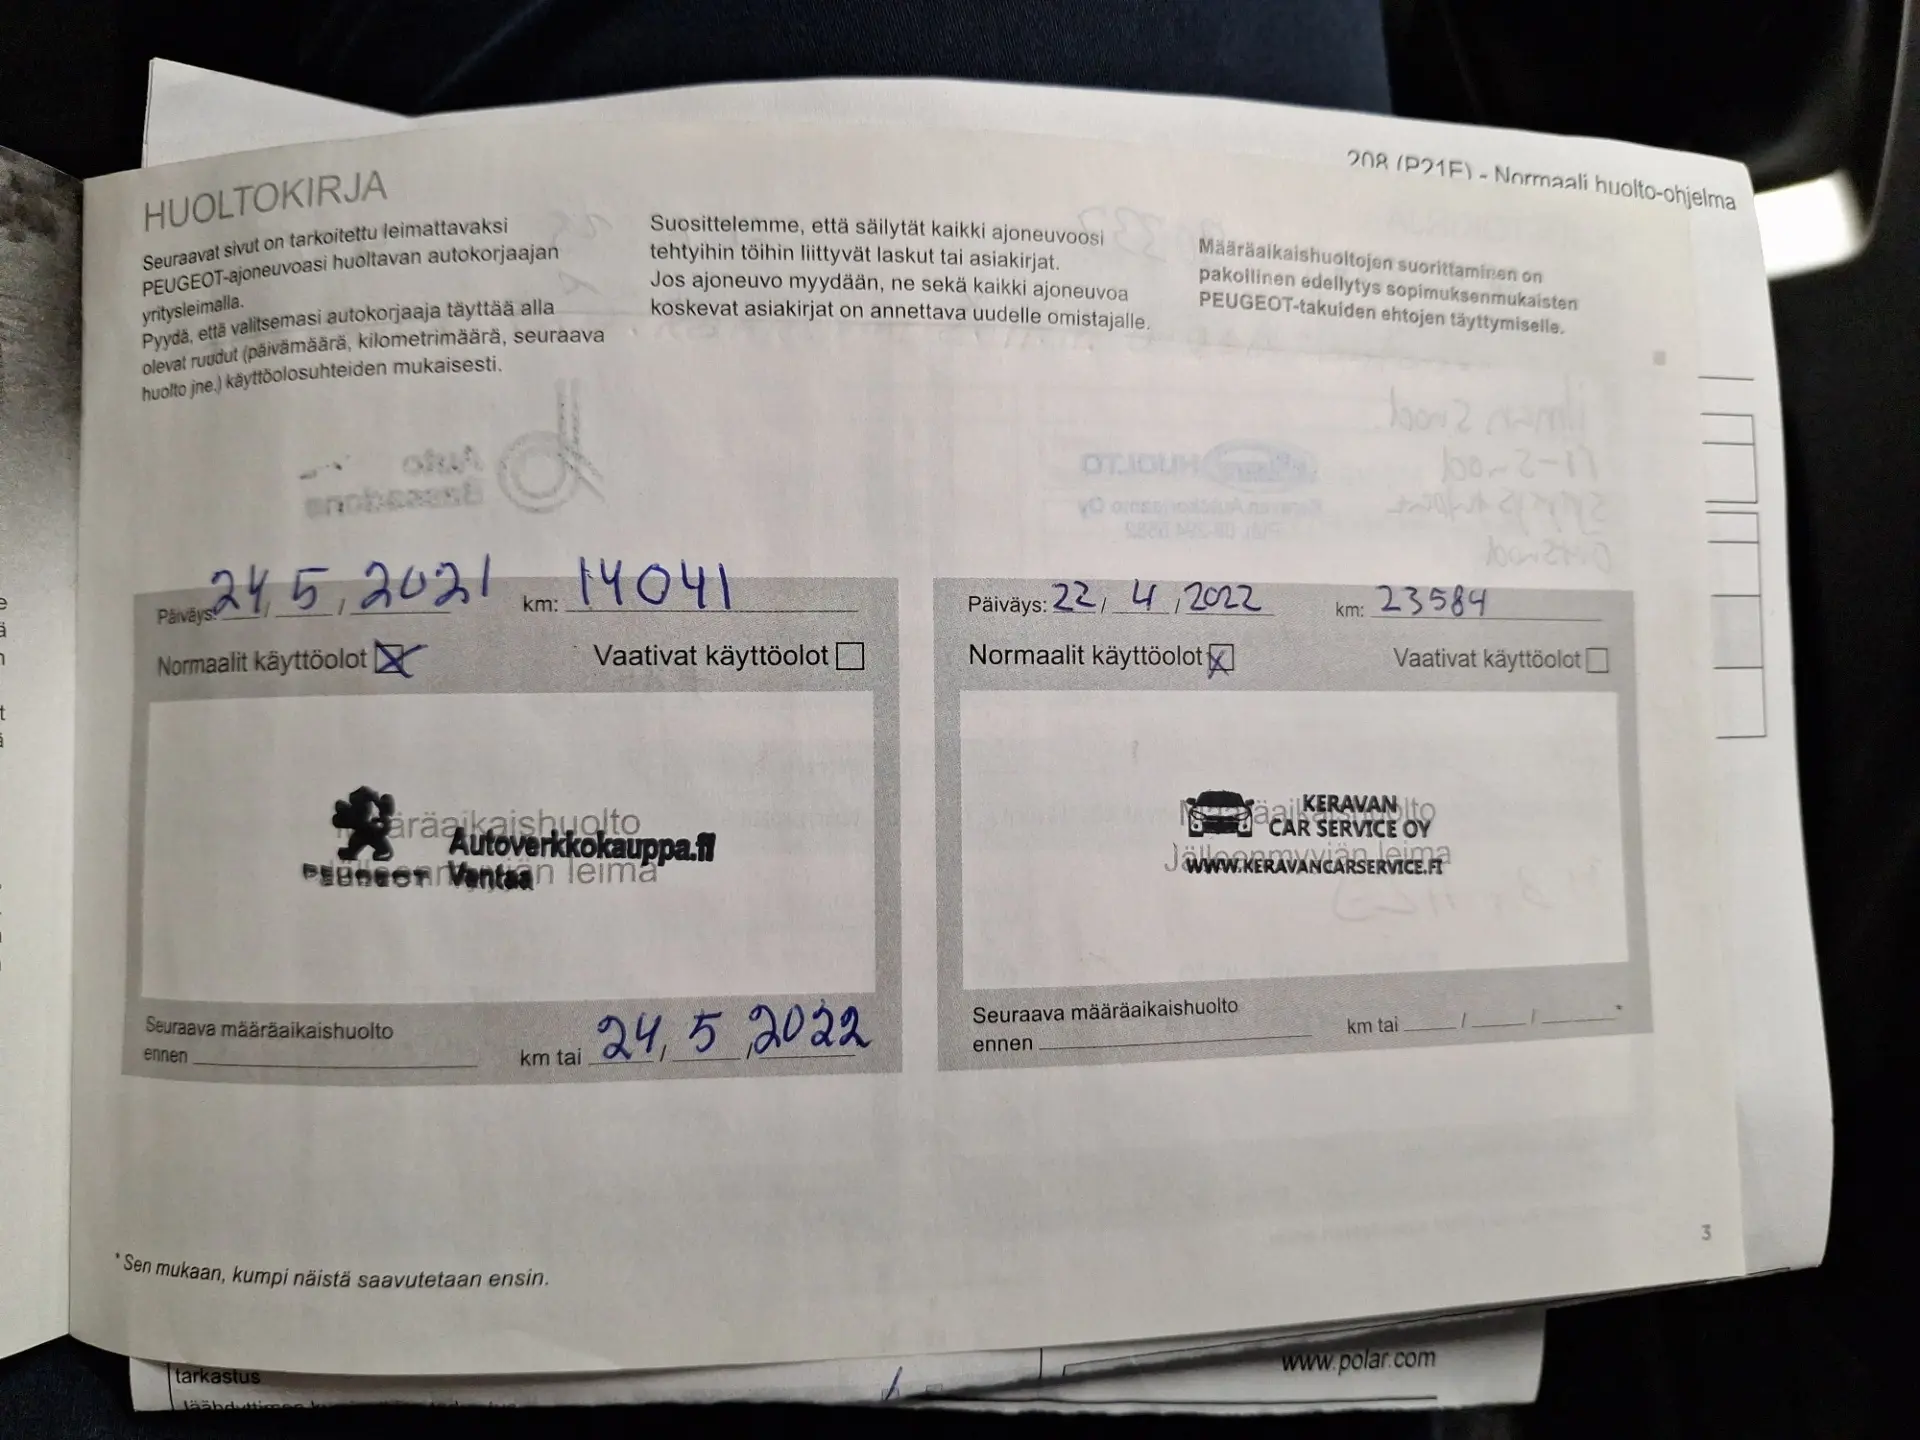 208 (P21E) - Normaali huolto-ohjelma
HUOLTOKIRJA
Seuraavat sivut on tarkoitettu leimattavaksi
PEUGEOT-ajoneuvoasi huoltavan autokorjaajan
yritysleimalla.
Pyydä, että valitsemasi autokorjaaja täyttää alla
olevat ruudut (päivämäärä, kilometrimäärä, seuraava
huolto jne.) käyttöolosuhteiden mukaisesti.
Suosittelemme, että säilytät kaikki ajoneuvoosi
tehtyihin töihin liittyvät laskut tai asiakirjat.
Jos ajoneuvo myydään, ne sekä kaikki ajoneuvoa
koskevat asiakirjat on annettava uudelle omistajalle.
Määräaikaishuoltojen suorittaminen on
pakollinen edellytys sopimuksenmukaisten
PEUGEOT-takuiden ehtojen täyttymiselle.
Päiväys: 24 / 5 / 2021 km: 14041
Normaalit käyttöolot Vaativat käyttöolot
Määräaikaishuolto
Jälleenmyyjän leima
PEUGEOT
Autoverkkokauppa.fi
Vantaa
Seuraava määräaikaishuolto
ennen km tai 24 / 5 / 2022
Päiväys: 22 / 4 / 2022 km: 23584
Normaalit käyttöolot Vaativat käyttöolot
Määräaikaishuolto
Jälleenmyyjän leima
KERAVAN
CAR SERVICE OY
WWW.KERAVANCARSERVICE.FI
Seuraava määräaikaishuolto
ennen km tai / / *
3
* Sen mukaan, kumpi näistä saavutetaan ensin.
www.polar.com
tarkastus